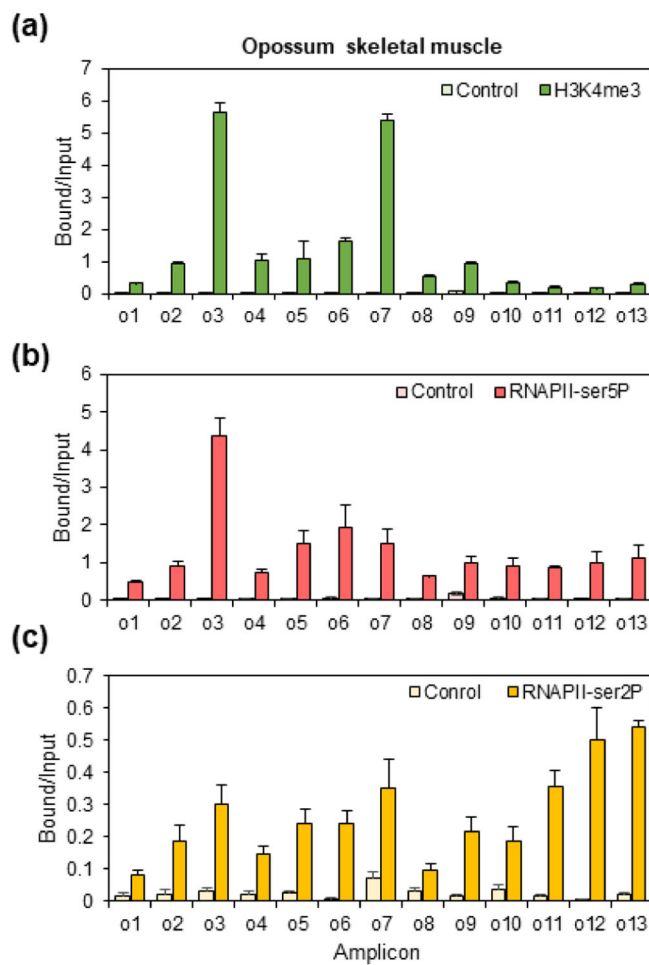 (a)
Opossum skeletal muscle
Control H3K4me3
Bound/Input
7
6
5
4
3
2
1
0
o1 o2 o3 o4 o5 o6 o7 o8 o9 o10 o11 o12 o13
(b)
Control RNAPII-ser5P
Bound/Input
6
5
4
3
2
1
0
o1 o2 o3 o4 o5 o6 o7 o8 o9 o10 o11 o12 o13
(c)
Conrol RNAPII-ser2P
Bound/Input
0.7
0.6
0.5
0.4
0.3
0.2
0.1
0
o1 o2 o3 o4 o5 o6 o7 o8 o9 o10 o11 o12 o13
Amplicon